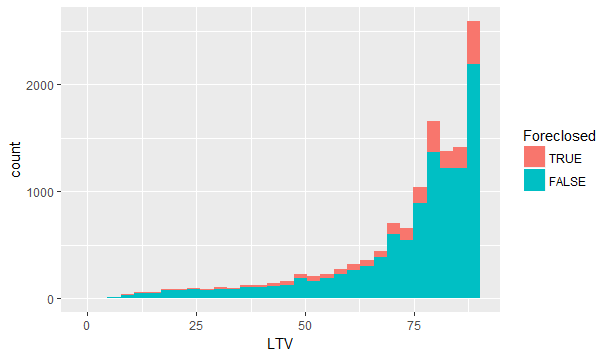 2000
1000
0
count
0
25
50
75
LTV
Foreclosed
TRUE
FALSE